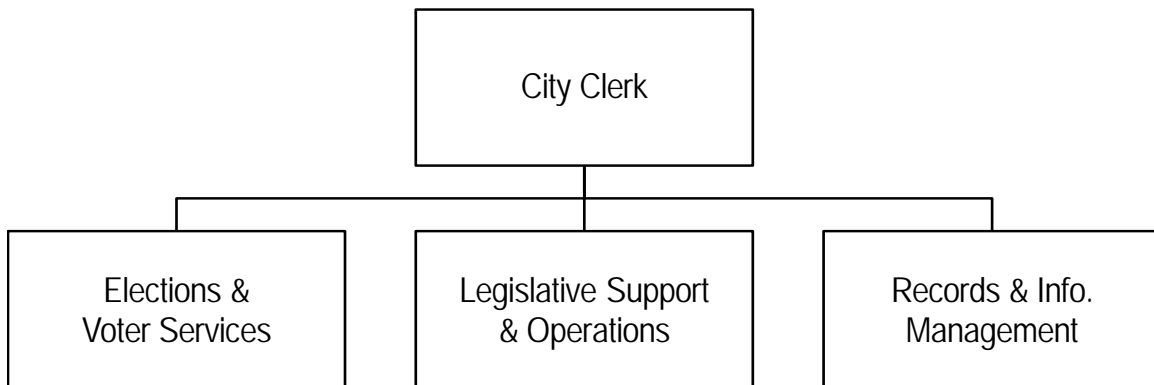 City Clerk
Elections &
Voter Services
Legislative Support
& Operations
Records & Info.
Management